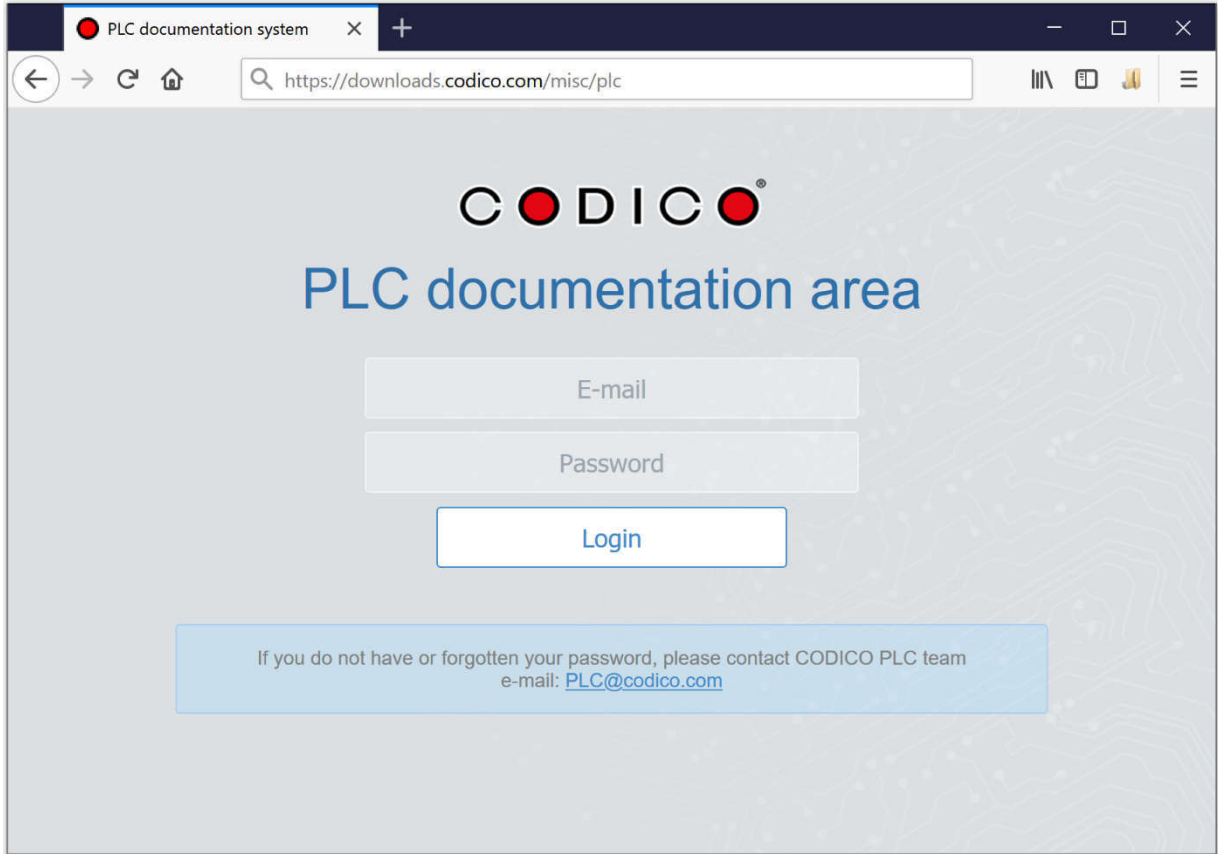 PLC documentation system
https://downloads.codico.com/misc/plc
CODICO®
PLC documentation area
E-mail
Password
Login
If you do not have or forgotten your password, please contact CODICO PLC team
e-mail: PLC@codico.com